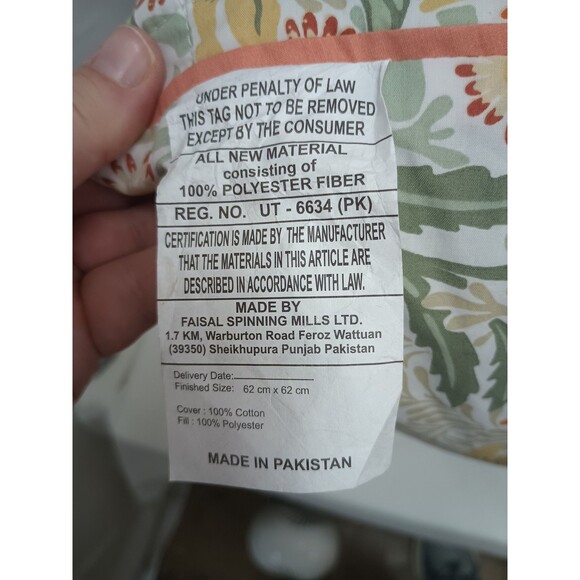 UNDER PENALTY OF LAW
THIS TAG NOT TO BE REMOVED
EXCEPT BY THE CONSUMER
ALL NEW MATERIAL
consisting of
100% POLYESTER FIBER
REG. NO. UT - 6634 (PK)
CERTIFICATION IS MADE BY THE MANUFACTURER
THAT THE MATERIALS IN THIS ARTICLE ARE
DESCRIBED IN ACCORDANCE WITH LAW.
MADE BY
FAISAL SPINNING MILLS LTD.
1.7 KM, Warburton Road Feroz Wattuan
(39350) Sheikhupura Punjab Pakistan
Delivery Date:
Finished Size: 62 cm x 62 cm
Cover : 100% Cotton
Fill : 100% Polyester
MADE IN PAKISTAN